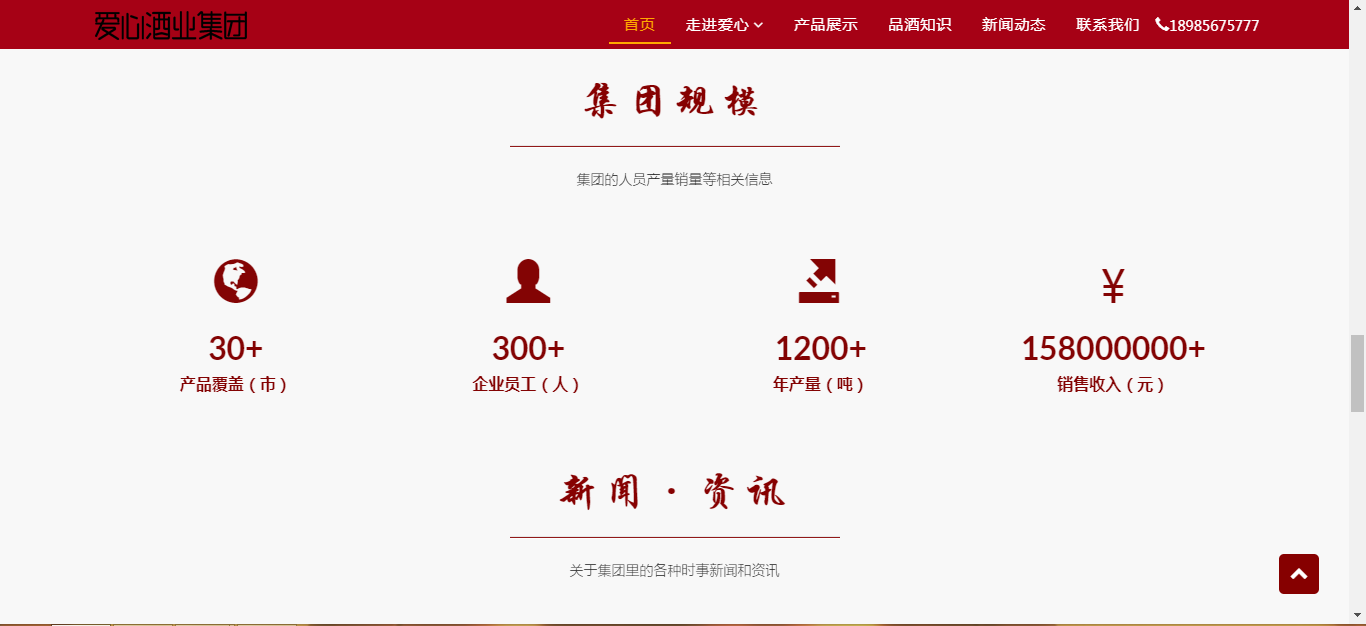 爱心酒业集团
首页 走进爱心 产品展示 品酒知识 新闻动态 联系我们 18985675777
集团规模
集团的人员产量销量等相关信息
¥
30+ 300+ 1200+ 158000000+
产品覆盖（市） 企业员工（人） 年产量（吨） 销售收入（元）
新闻·资讯
关于集团里的各种时事新闻和资讯